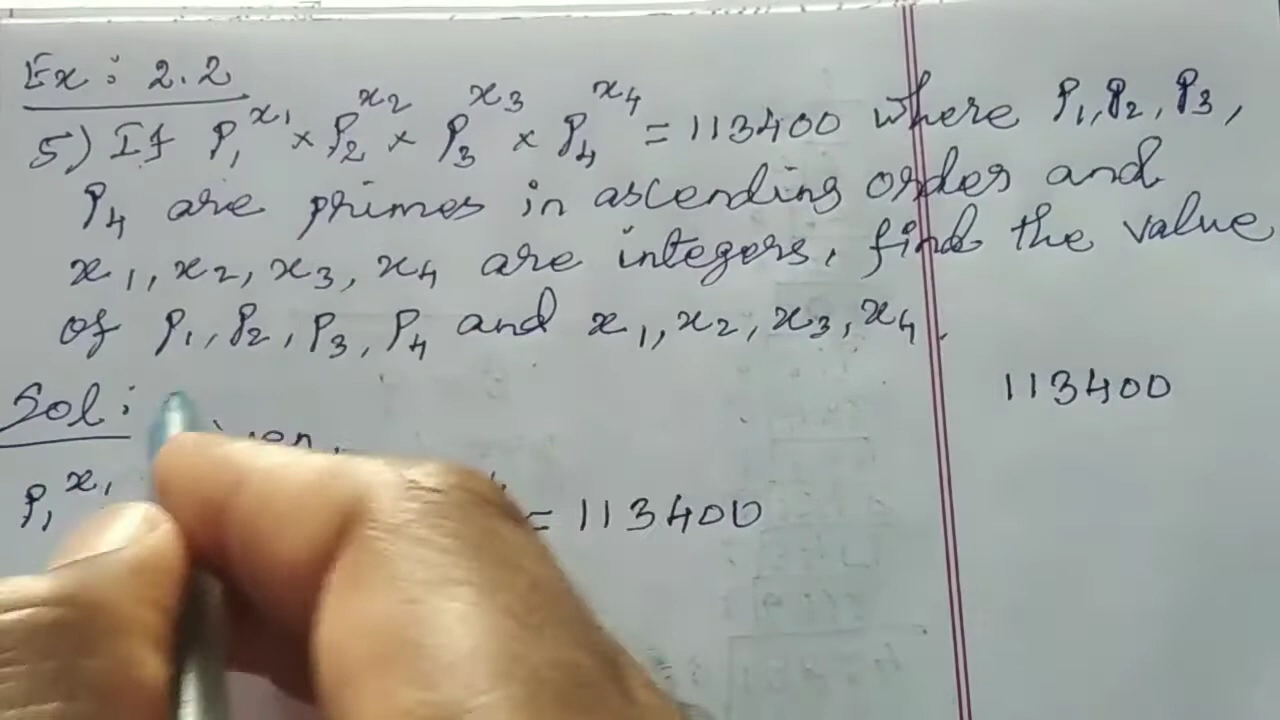 Ex: 2.2
5) If P₁^x₁ × P₂^x₂ × P₃^x₃ × P₄^x₄ = 113400 where P₁, P₂, P₃,
P₄ are primes in ascending order and
x₁, x₂, x₃, x₄ are integers, find the value
of P₁, P₂, P₃, P₄ and x₁, x₂, x₃, x₄.
113400
Sol:
P₁^x₁ = 113400